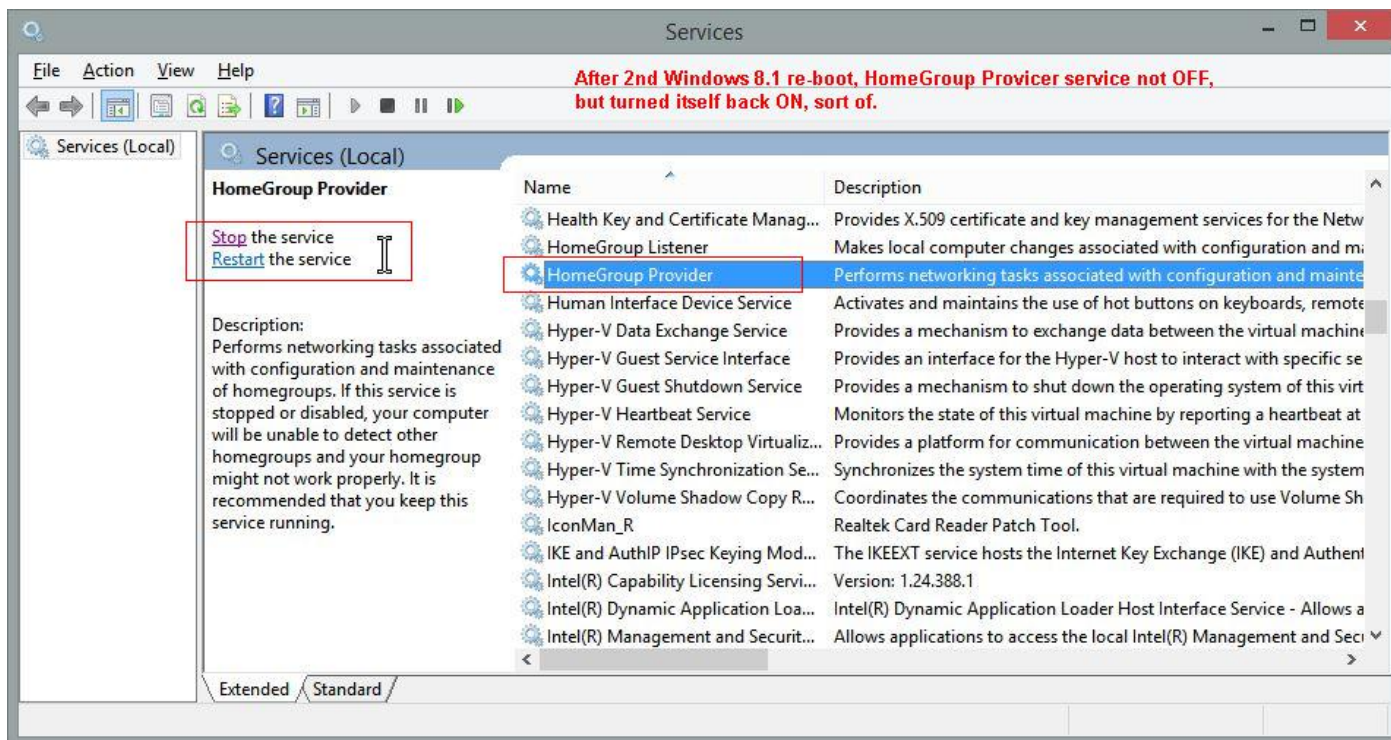 Services
File Action View Help
After 2nd Windows 8.1 re-boot, HomeGroup Provicer service not OFF,
but turned itself back ON, sort of.
Services (Local)
Services (Local)
HomeGroup Provider
Stop the service
Restart the service
Description:
Performs networking tasks associated
with configuration and maintenance
of homegroups. If this service is
stopped or disabled, your computer
will be unable to detect other
homegroups and your homegroup
might not work properly. It is
recommended that you keep this
service running.
Name Description
Health Key and Certificate Manag... Provides X.509 certificate and key management services for the Netw
HomeGroup Listener Makes local computer changes associated with configuration and ma
HomeGroup Provider Performs networking tasks associated with configuration and mainte
Human Interface Device Service Activates and maintains the use of hot buttons on keyboards, remote
Hyper-V Data Exchange Service Provides a mechanism to exchange data between the virtual machine
Hyper-V Guest Service Interface Provides an interface for the Hyper-V host to interact with specific se
Hyper-V Guest Shutdown Service Provides a mechanism to shut down the operating system of this virt
Hyper-V Heartbeat Service Monitors the state of this virtual machine by reporting a heartbeat at
Hyper-V Remote Desktop Virtualiz... Provides a platform for communication between the virtual machine
Hyper-V Time Synchronization Se... Synchronizes the system time of this virtual machine with the system
Hyper-V Volume Shadow Copy R... Coordinates the communications that are required to use Volume Sh
IconMan_R Realtek Card Reader Patch Tool.
IKE and AuthIP IPsec Keying Mod... The IKEEXT service hosts the Internet Key Exchange (IKE) and Authent
Intel(R) Capability Licensing Servi... Version: 1.24.388.1
Intel(R) Dynamic Application Loa... Intel(R) Dynamic Application Loader Host Interface Service - Allows a
Intel(R) Management and Securit... Allows applications to access the local Intel(R) Management and Secu
Extended Standard